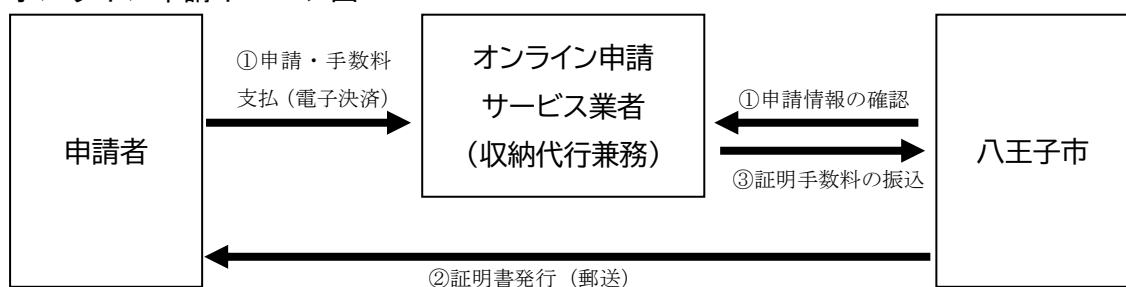 ①申請・手数料
支払（電子決済）
オンライン申請
サービス業者
（収納代行兼務）
①申請情報の確認
申請者
八王子市
③証明手数料の振込
②証明書発行（郵送）